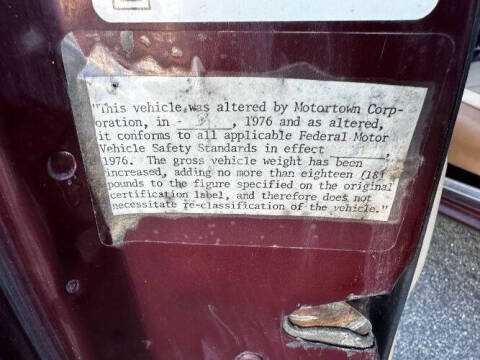 "This vehicle was altered by Motortown Corp-
oration, in , 1976 and as altered,
it conforms to all applicable Federal Motor
Vehicle Safety Standards in effect ,
1976. The gross vehicle weight has been
increased, adding no more than eighteen (18)
pounds to the figure specified on the original
certification label, and therefore does not
necessitate re-classification of the vehicle."